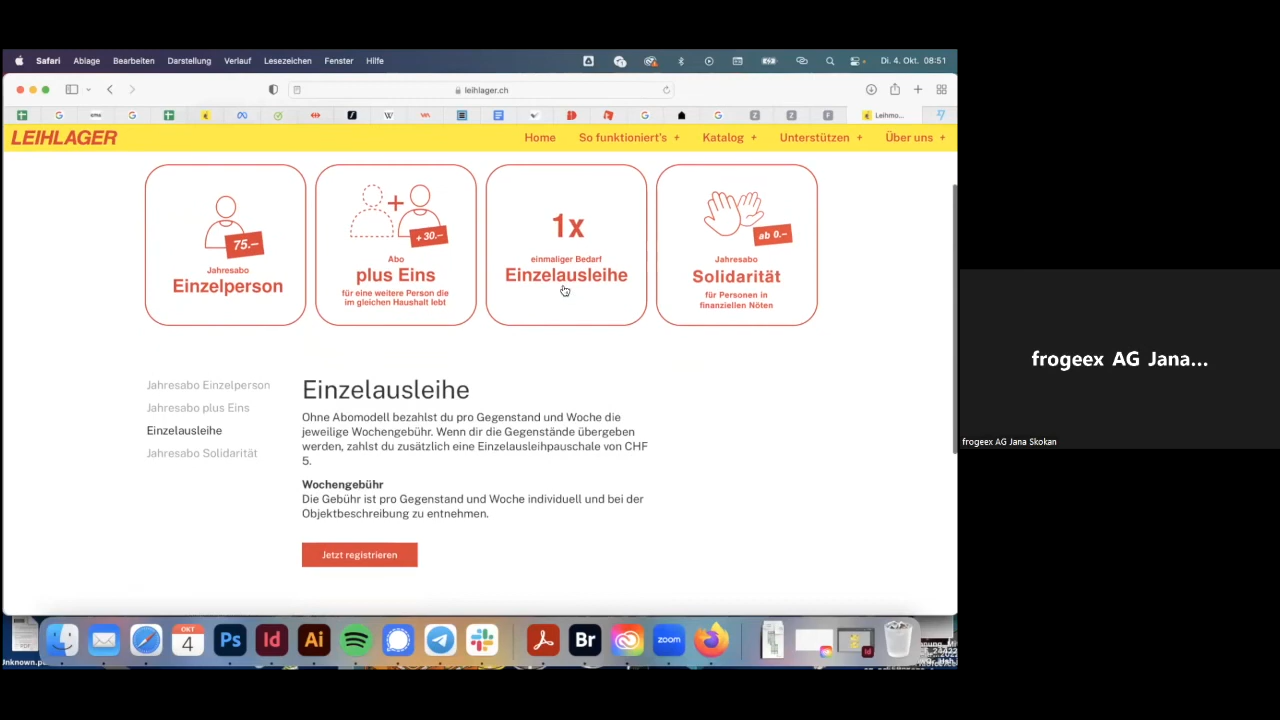 Safari Ablage Bearbeiten Darstellung Verlauf Lesezeichen Fenster Hilfe Di. 4. Okt. 08:51
leihlager.ch
Leihmo...
LEIHLAGER Home So funktioniert's + Katalog + Unterstützen + Über uns +
75.–
Jahresabo
Einzelperson
+
+30.–
Abo
plus Eins
für eine weitere Person die
im gleichen Haushalt lebt
1x
einmaliger Bedarf
Einzelausleihe
ab 0.–
Jahresabo
Solidarität
für Personen in
finanziellen Nöten
Jahresabo Einzelperson
Jahresabo plus Eins
Einzelausleihe
Jahresabo Solidarität
Einzelausleihe
Ohne Abomodell bezahlst du pro Gegenstand und Woche die
jeweilige Wochengebühr. Wenn dir die Gegenstände übergeben
werden, zahlst du zusätzlich eine Einzelausleihpauschale von CHF
5.
Wochengebühr
Die Gebühr ist pro Gegenstand und Woche individuell und bei der
Objektbeschreibung zu entnehmen.
Jetzt registrieren
frogeex AG Jana...
frogeex AG Jana Skokan
OKT
4
Ps Id Ai Br zoom